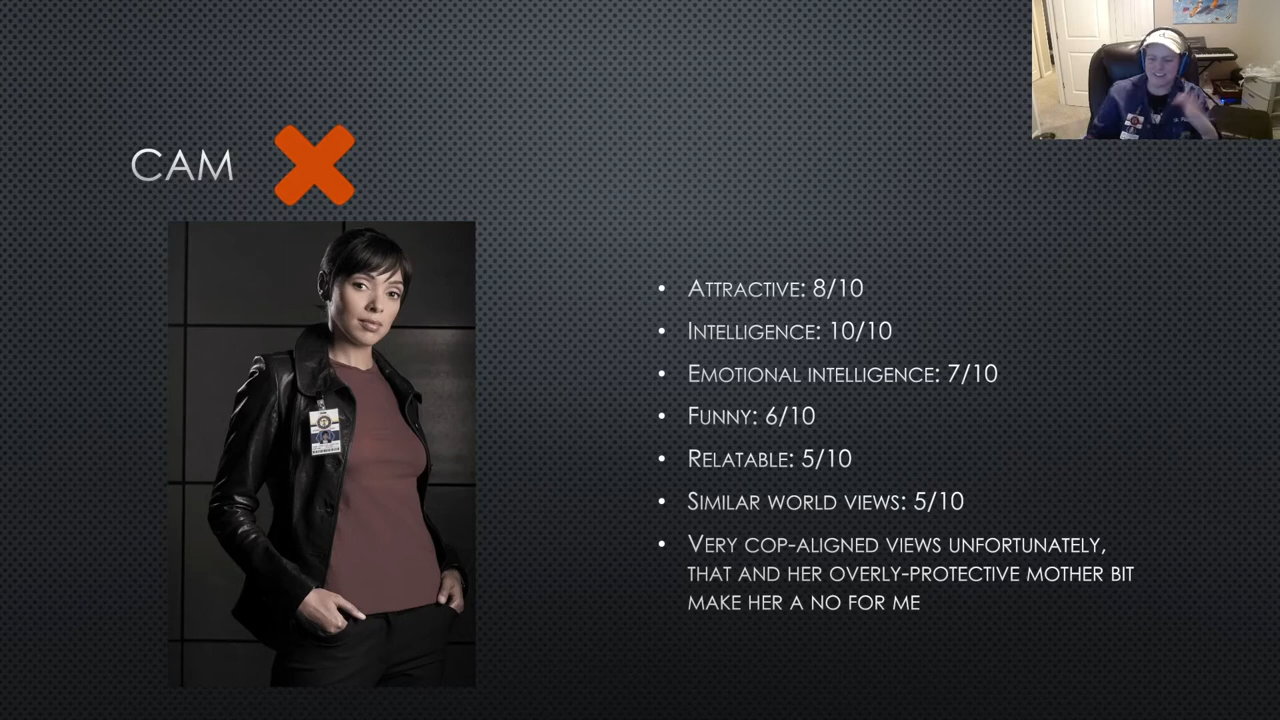 CAM
• ATTRACTIVE: 8/10
• INTELLIGENCE: 10/10
• EMOTIONAL INTELLIGENCE: 7/10
• FUNNY: 6/10
• RELATABLE: 5/10
• SIMILAR WORLD VIEWS: 5/10
• VERY COP-ALIGNED VIEWS UNFORTUNATELY,
THAT AND HER OVERLY-PROTECTIVE MOTHER BIT
MAKE HER A NO FOR ME